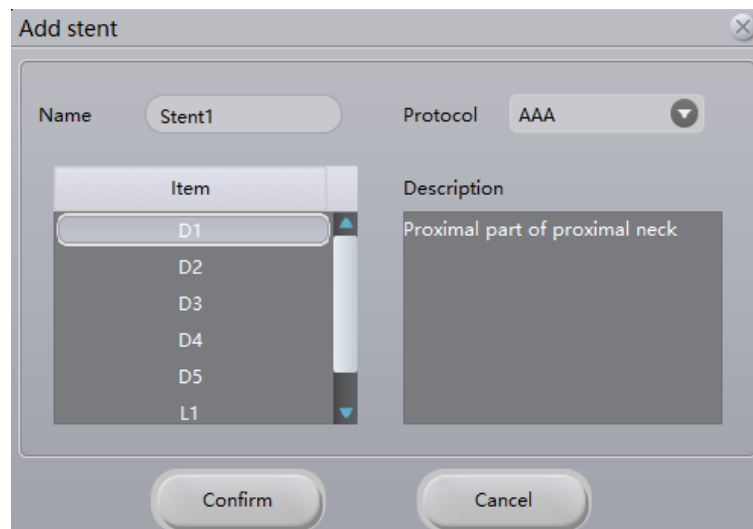 Add stent
Name
Stent1
Protocol
AAA
Item
D1
D2
D3
D4
D5
L1
Description
Proximal part of proximal neck
Confirm
Cancel